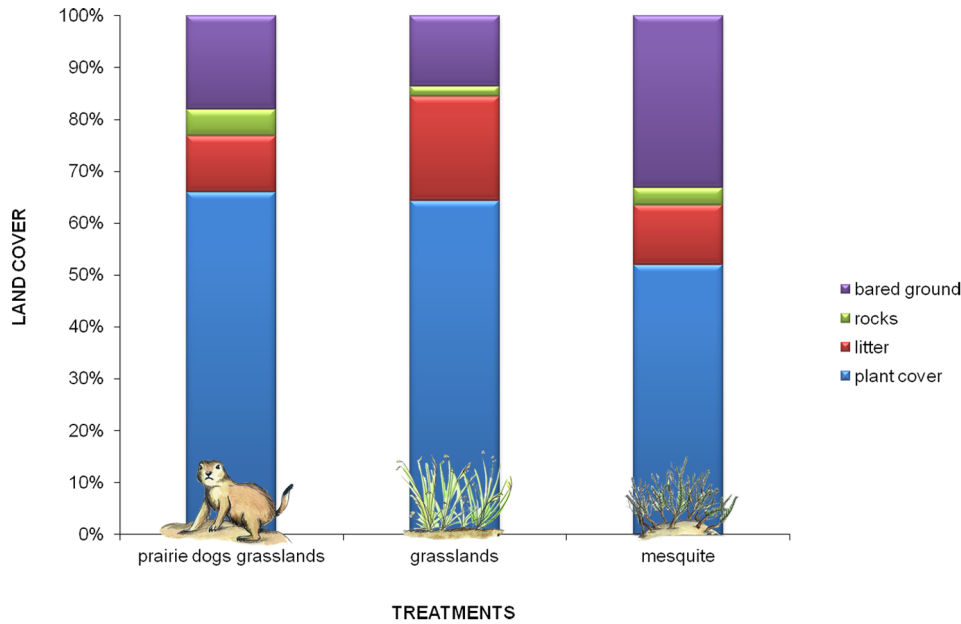 100%
90%
80%
70%
60%
50%
40%
30%
20%
10%
0%
LAND COVER
prairie dogs grasslands
grasslands
mesquite
TREATMENTS
bared ground
rocks
litter
plant cover